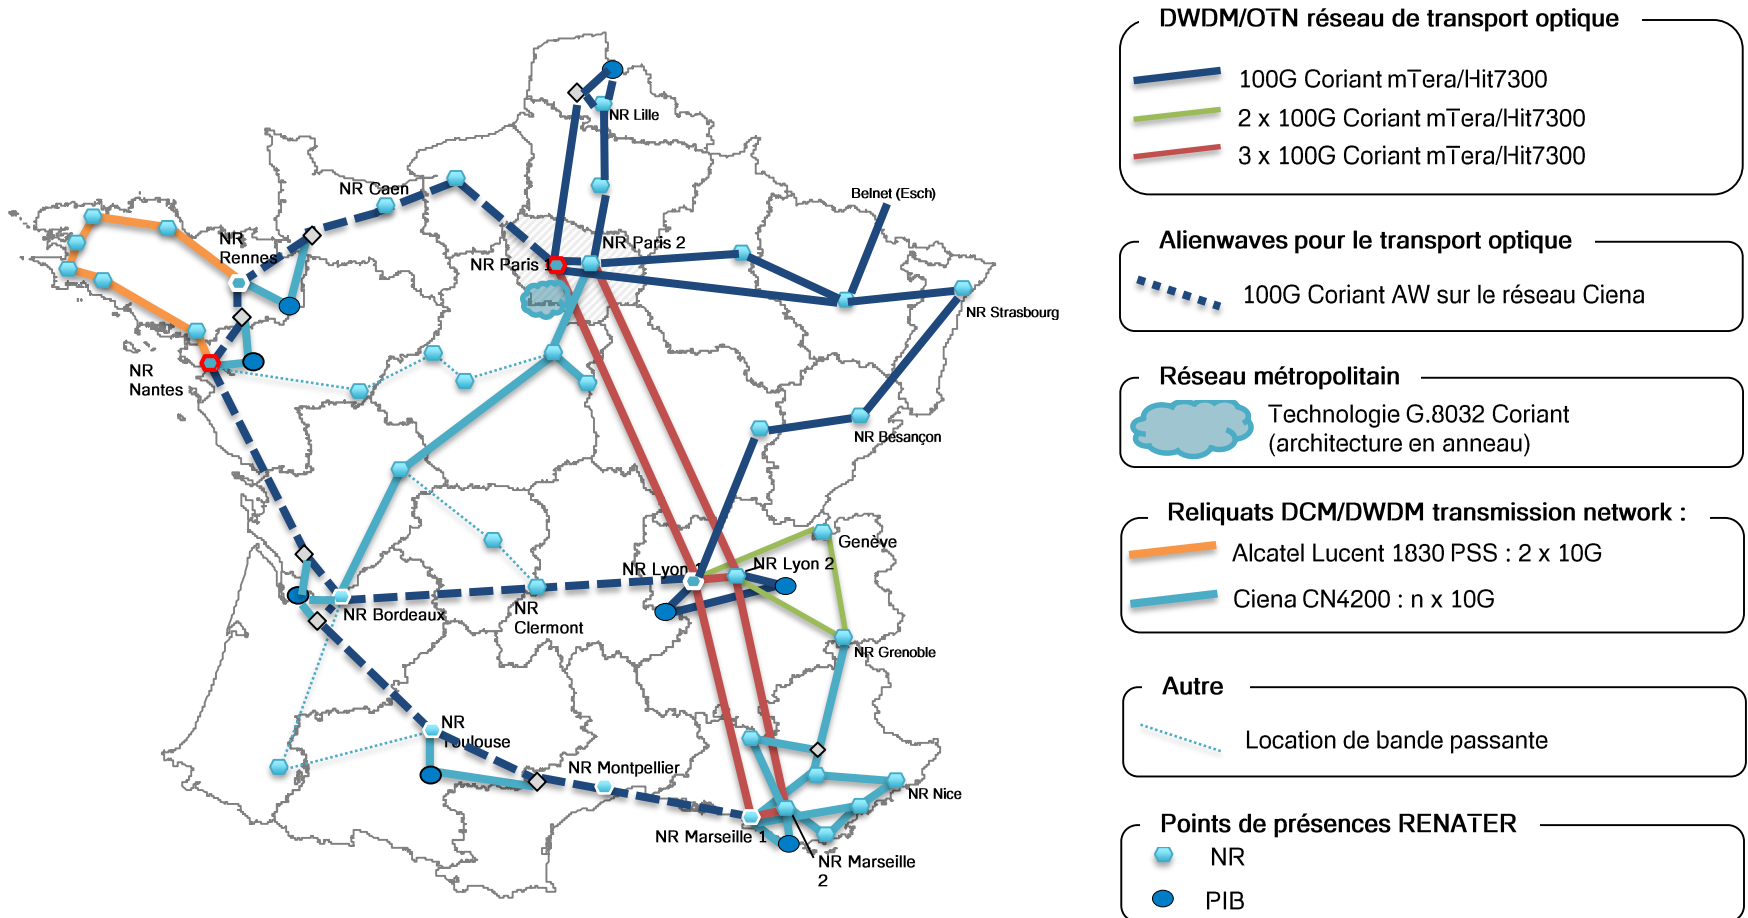 NR Lille
NR Caen
Belnet (Esch)
NR
Rennes
NR Paris 2
NR Paris 1
NR Strasbourg
NR
Nantes
NR Besançon
Genève
NR Lyon 1
NR Lyon 2
NR Bordeaux
NR
Clermont
NR Grenoble
NR
Toulouse
NR Montpellier
NR Nice
NR Marseille 1
NR Marseille
2
DWDM/OTN réseau de transport optique
100G Coriant mTera/Hit7300
2 x 100G Coriant mTera/Hit7300
3 x 100G Coriant mTera/Hit7300
Alienwaves pour le transport optique
100G Coriant AW sur le réseau Ciena
Réseau métropolitain
Technologie G.8032 Coriant
(architecture en anneau)
Reliquats DCM/DWDM transmission network :
Alcatel Lucent 1830 PSS : 2 x 10G
Ciena CN4200 : n x 10G
Autre
Location de bande passante
Points de présences RENATER
NR
PIB